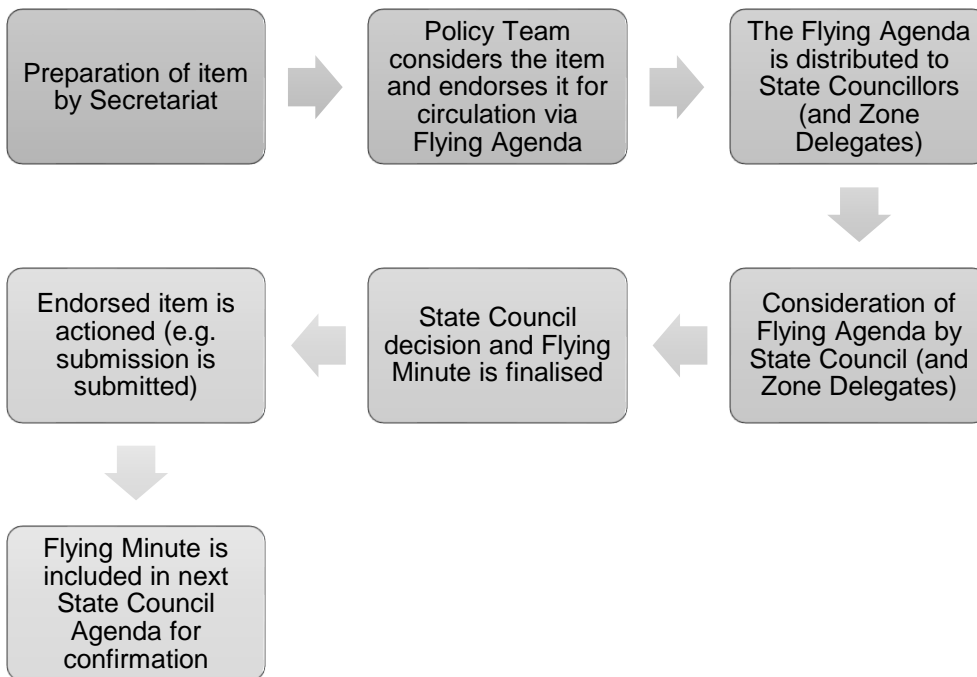 Preparation of item
by Secretariat
Policy Team
considers the item
and endorses it for
circulation via
Flying Agenda
The Flying Agenda
is distributed to
State Councillors
(and Zone
Delegates)
Consideration of
Flying Agenda by
State Council (and
Zone Delegates)
State Council
decision and Flying
Minute is finalised
Endorsed item is
actioned (e.g.
submission is
submitted)
Flying Minute is
included in next
State Council
Agenda for
confirmation